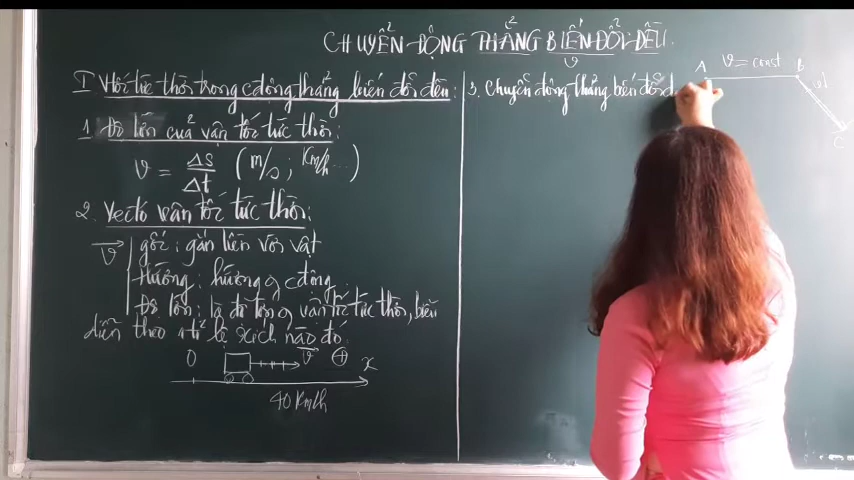 CHUYỂN ĐỘNG THẲNG BIẾN ĐỔI ĐỀU.
v
I Vận tốc tức thời trong cđộng thẳng biến đổi đều:
1. Độ lớn của vận tốc tức thời:
v = Δs/Δt (m/s; Km/h...)
2. Vectơ vận tốc tức thời:
v gốc: gắn liền với vật
Hướng: hướng cđộng
Độ lớn: là độ lớn vận tốc tức thời, biểu
diễn theo 1 tỉ lệ xích nào đó
0 v ⊕ x
40 Km/h
3. Chuyển động thẳng biến đổi đ
A v = const B
v↓
C